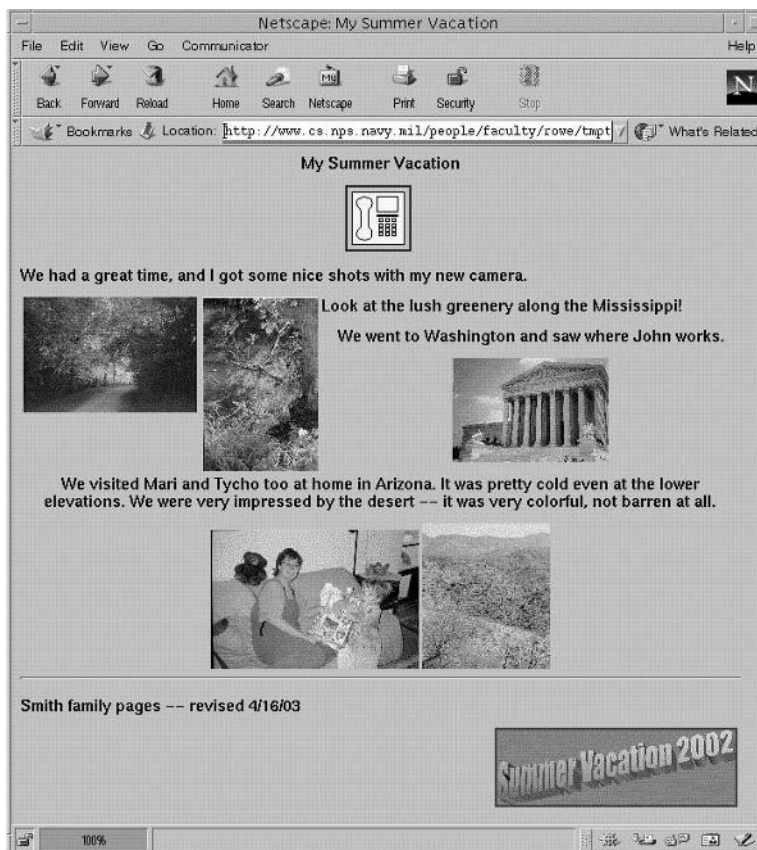 Netscape: My Summer Vacation
File Edit View Go Communicator Help
Back Forward Reload Home Search Netscape Print Security Stop
My
N
Bookmarks Location: http://www.cs.nps.navy.mil/people/faculty/rowe/tmpt What's Related
My Summer Vacation
We had a great time, and I got some nice shots with my new camera.
Look at the lush greenery along the Mississippi!
We went to Washington and saw where John works.
We visited Mari and Tycho too at home in Arizona. It was pretty cold even at the lower
elevations. We were very impressed by the desert -- it was very colorful, not barren at all.
Smith family pages -- revised 4/16/03
Summer Vacation 2002
100%